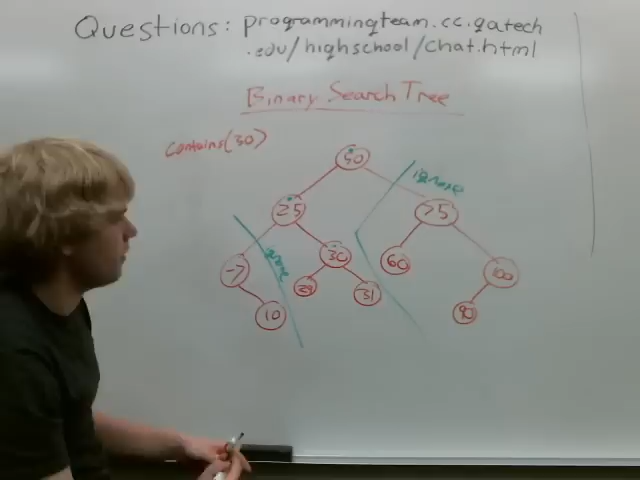 Questions: programmingteam.cc.gatech
.edu/highschool/chat.html
Binary Search Tree
contains(30)
50
ignore
25
75
ignore
30
60
-7
100
29
31
10
90